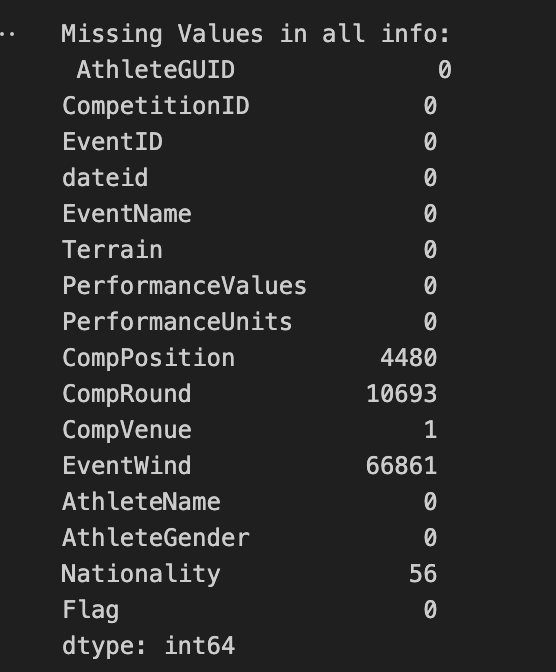 Missing Values in all info:
AthleteGUID 0
CompetitionID 0
EventID 0
dateid 0
EventName 0
Terrain 0
PerformanceValues 0
PerformanceUnits 0
CompPosition 4480
CompRound 10693
CompVenue 1
EventWind 66861
AthleteName 0
AthleteGender 0
Nationality 56
Flag 0
dtype: int64